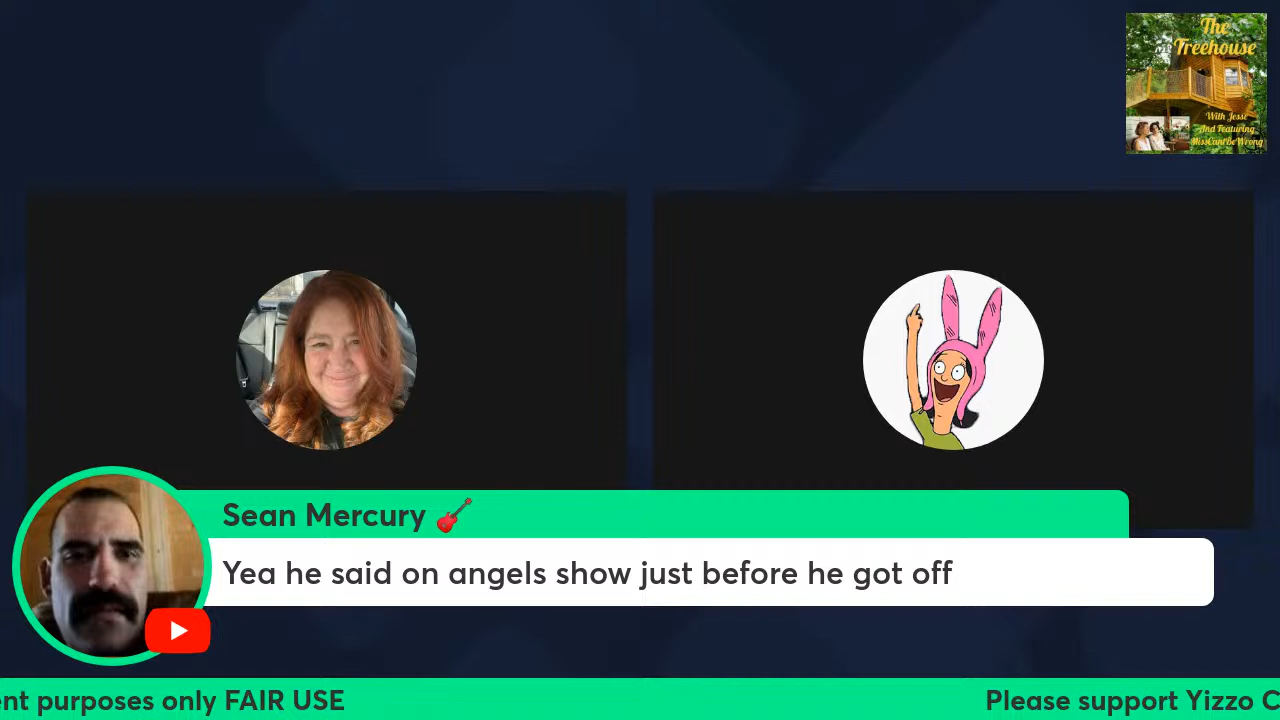 The
Treehouse
With Jesse
And Featuring
MissCantBeWrong
Sean Mercury
Yea he said on angels show just before he got off
ent purposes only FAIR USE
Please support Yizzo C